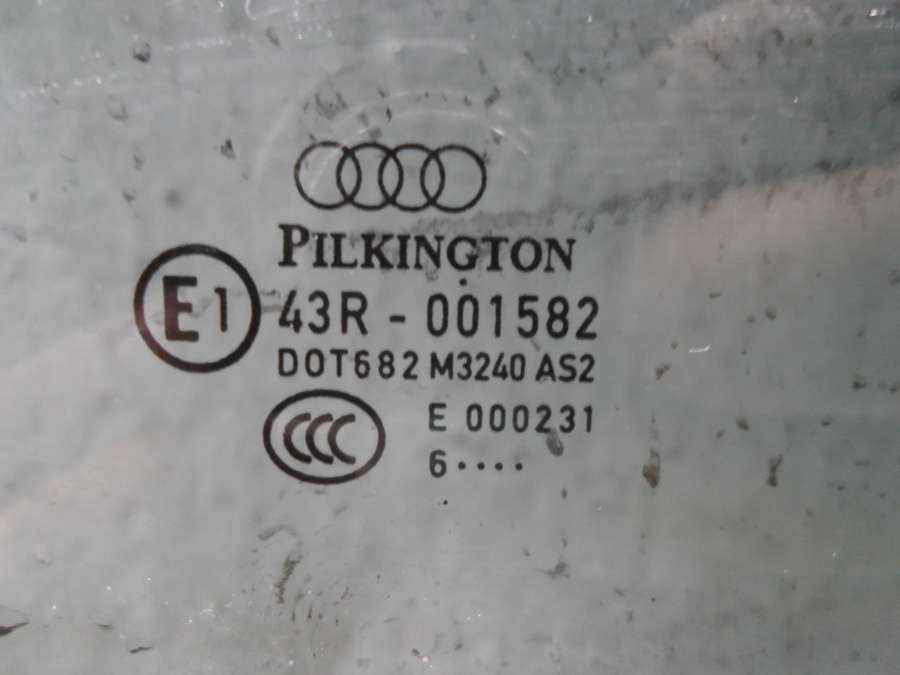 PILKINGTON
E1 43R - 001582
DOT682 M3240 AS2
CCC E 000231
6····